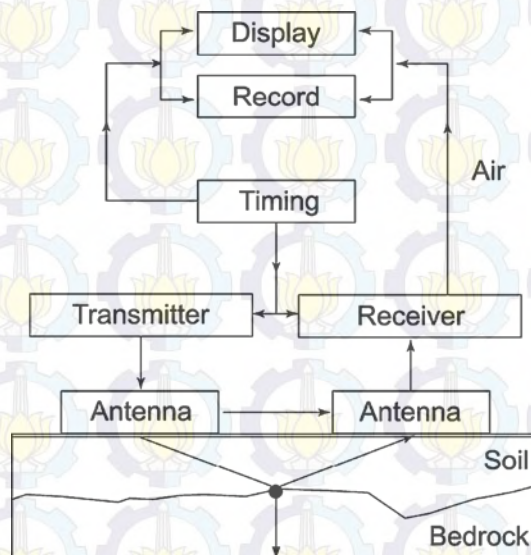 Display
Record
Timing
Air
Transmitter
Receiver
Antenna
Antenna
Soil
Bedrock